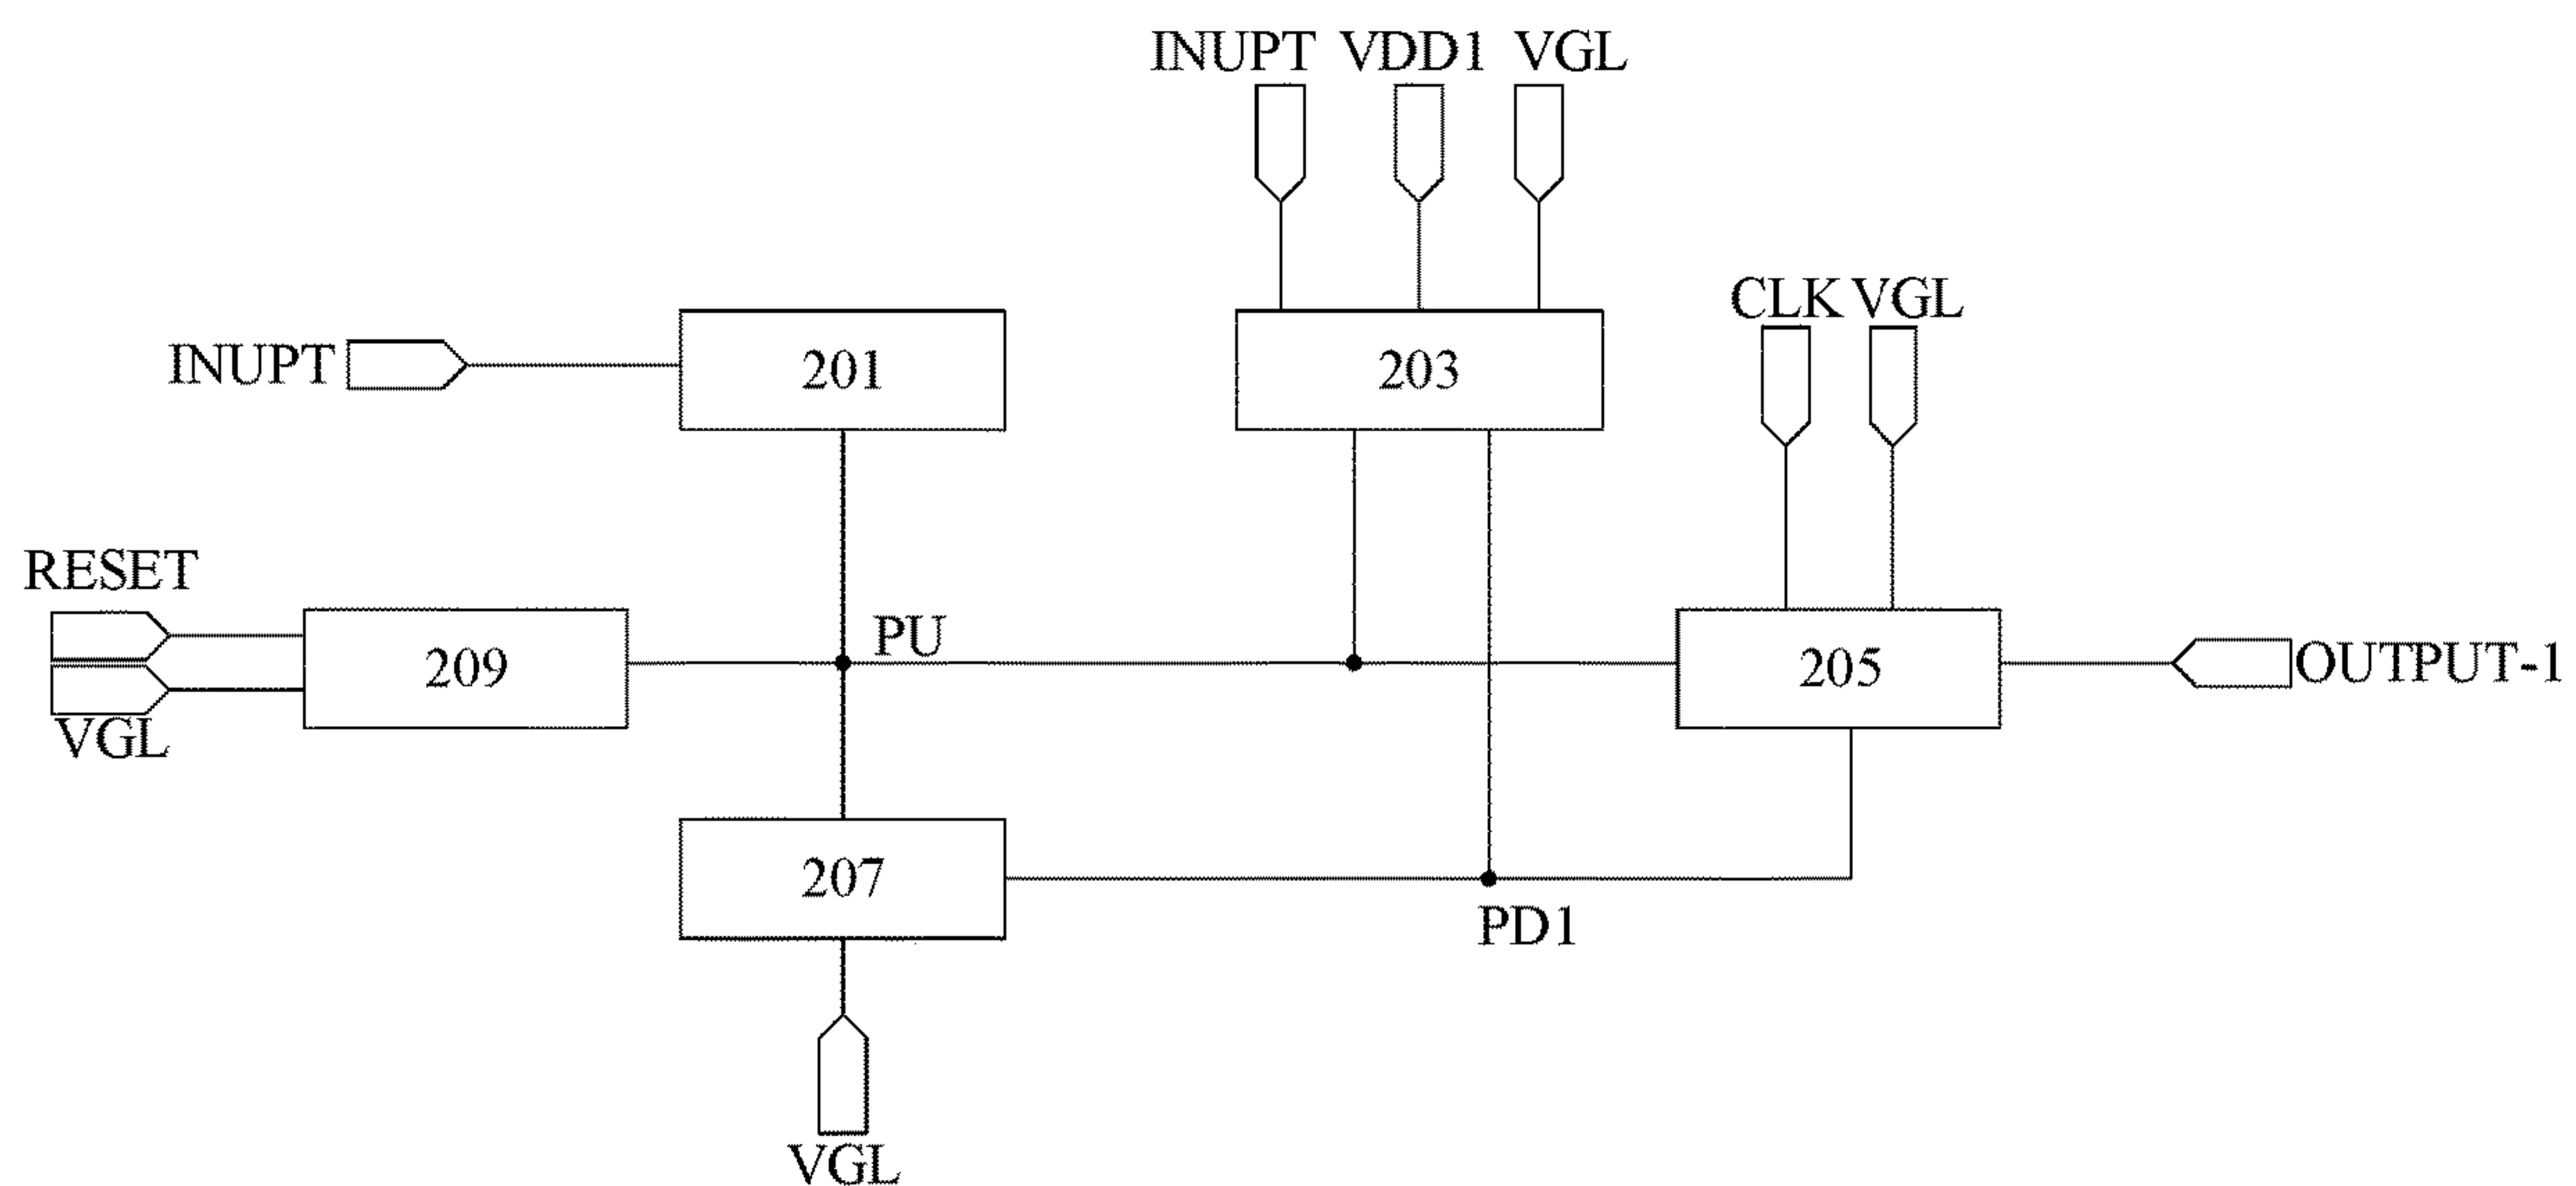 INUPT VDD1 VGL
CLK VGL
INUPT 201 203
RESET
PU
209 205 OUTPUT-1
VGL
207
PD1
VGL